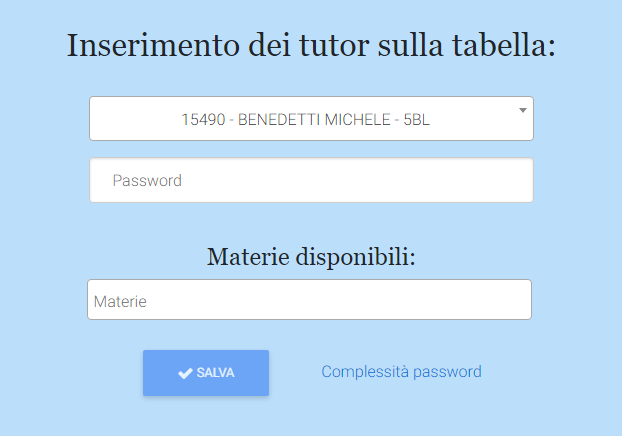 Inserimento dei tutor sulla tabella:
15490 - BENEDETTI MICHELE - 5BL
Password
Materie disponibili:
Materie
SALVA
Complessità password